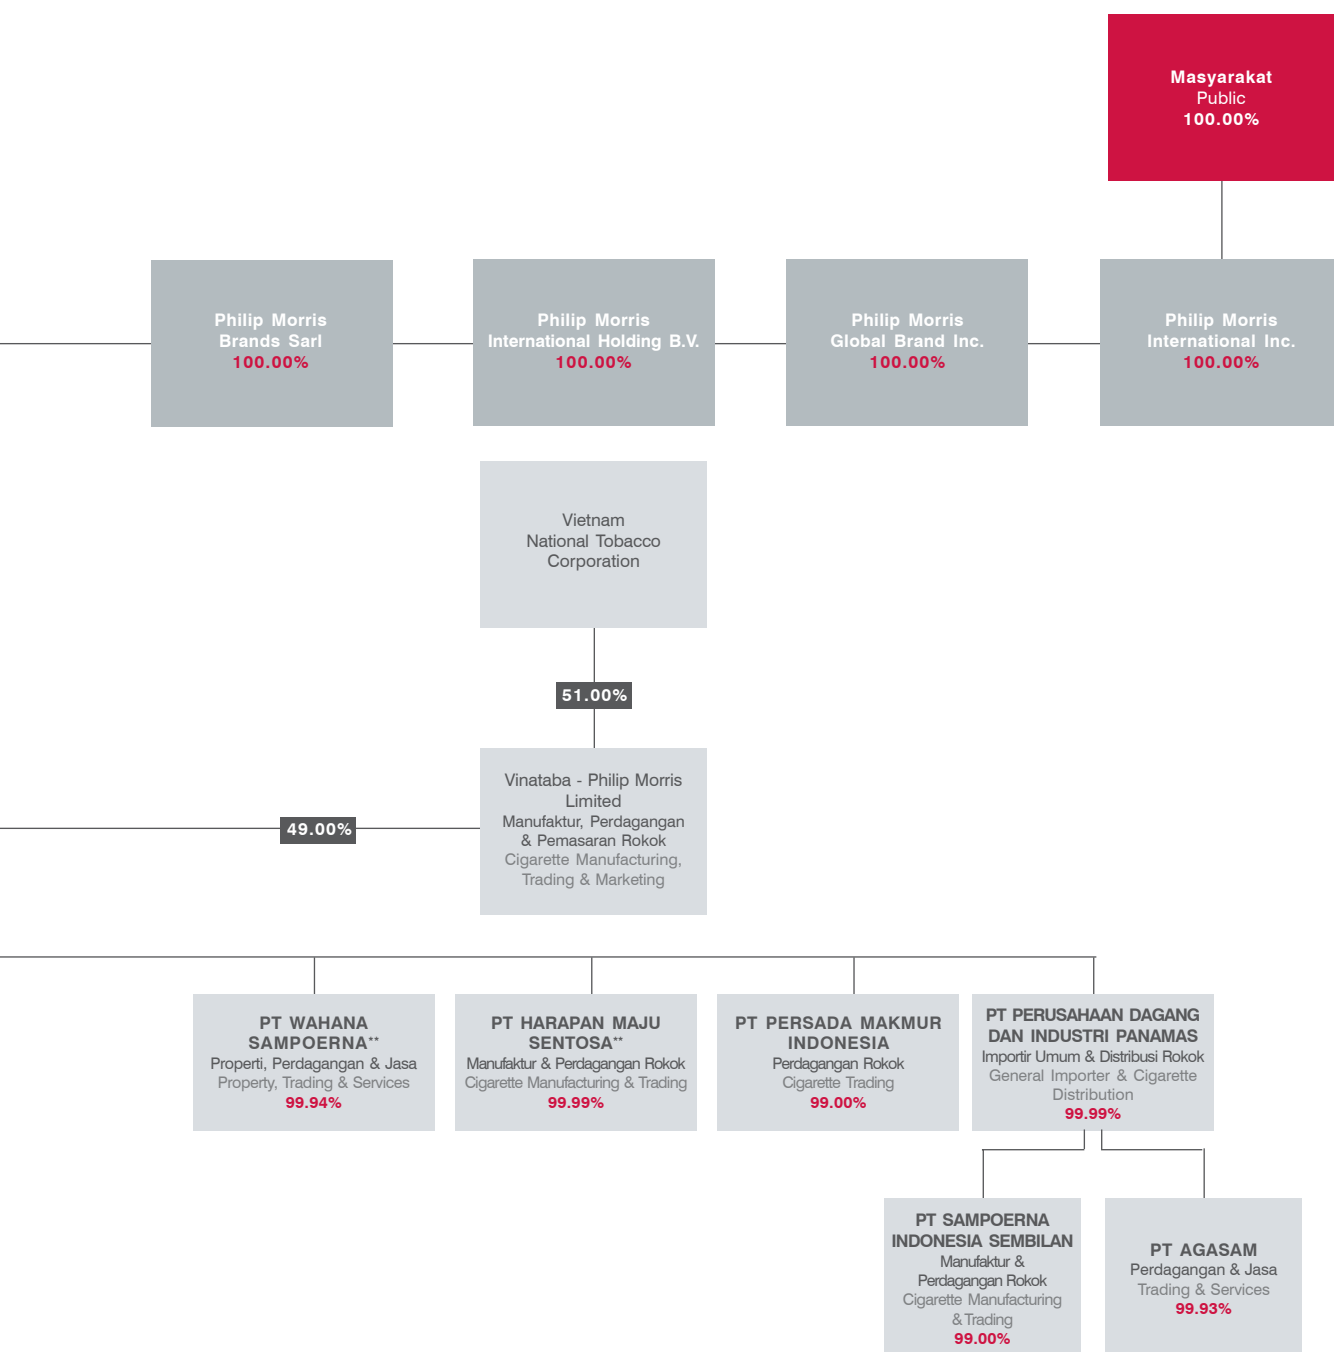 Masyarakat
Public
100.00%
Philip Morris
Brands Sarl
100.00%
Philip Morris
International Holding B.V.
100.00%
Philip Morris
Global Brand Inc.
100.00%
Philip Morris
International Inc.
100.00%
Vietnam
National Tobacco
Corporation
51.00%
Vinataba - Philip Morris
Limited
Manufaktur, Perdagangan
& Pemasaran Rokok
Cigarette Manufacturing,
Trading & Marketing
49.00%
PT WAHANA
SAMPOERNA**
Properti, Perdagangan & Jasa
Property, Trading & Services
99.94%
PT HARAPAN MAJU
SENTOSA**
Manufaktur & Perdagangan Rokok
Cigarette Manufacturing & Trading
99.99%
PT PERSADA MAKMUR
INDONESIA
Perdagangan Rokok
Cigarette Trading
99.00%
PT PERUSAHAAN DAGANG
DAN INDUSTRI PANAMAS
Importir Umum & Distribusi Rokok
General Importer & Cigarette
Distribution
99.99%
PT SAMPOERNA
INDONESIA SEMBILAN
Manufaktur &
Perdagangan Rokok
Cigarette Manufacturing
& Trading
99.00%
PT AGASAM
Perdagangan & Jasa
Trading & Services
99.93%